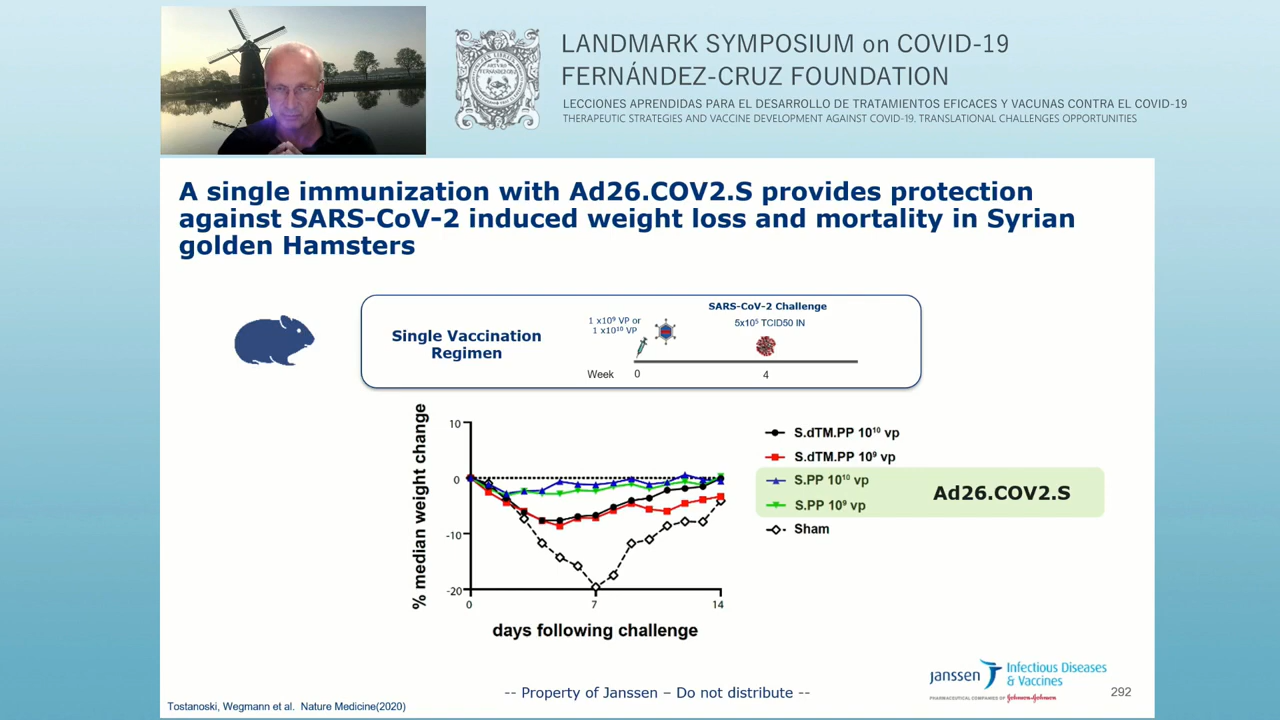 LANDMARK SYMPOSIUM on COVID-19
FERNÁNDEZ-CRUZ FOUNDATION
LECCIONES APRENDIDAS PARA EL DESARROLLO DE TRATAMIENTOS EFICACES Y VACUNAS CONTRA EL COVID-19
THERAPEUTIC STRATEGIES AND VACCINE DEVELOPMENT AGAINST COVID-19. TRANSLATIONAL CHALLENGES OPPORTUNITIES
A single immunization with Ad26.COV2.S provides protection
against SARS-CoV-2 induced weight loss and mortality in Syrian
golden Hamsters
Single Vaccination
Regimen
1 x10⁹ VP or
1 x10¹⁰ VP
SARS-CoV-2 Challenge
5x10⁵ TCID50 IN
Week 0 4
% median weight change
10
0
-10
-20
0 7 14
days following challenge
S.dTM.PP 10¹⁰ vp
S.dTM.PP 10⁹ vp
S.PP 10¹⁰ vp
S.PP 10⁹ vp
Ad26.COV2.S
Sham
janssen
Infectious Diseases
& Vaccines
PHARMACEUTICAL COMPANIES OF Johnson & Johnson
-- Property of Janssen – Do not distribute --
292
Tostanoski, Wegmann et al. Nature Medicine(2020)